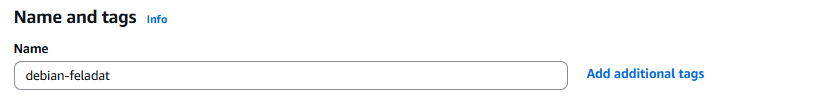 Name and tags Info
Name
debian-feladat Add additional tags